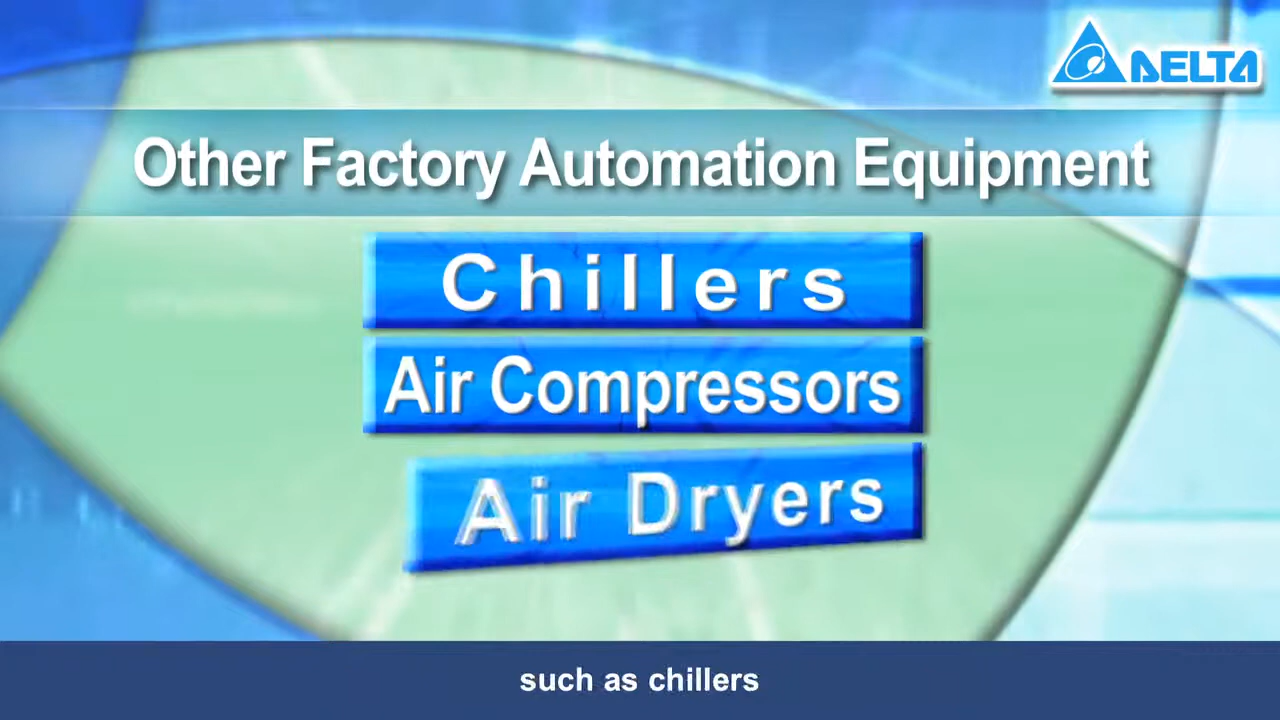 DELTA
Other Factory Automation Equipment
Chillers
Air Compressors
Air Dryers
such as chillers